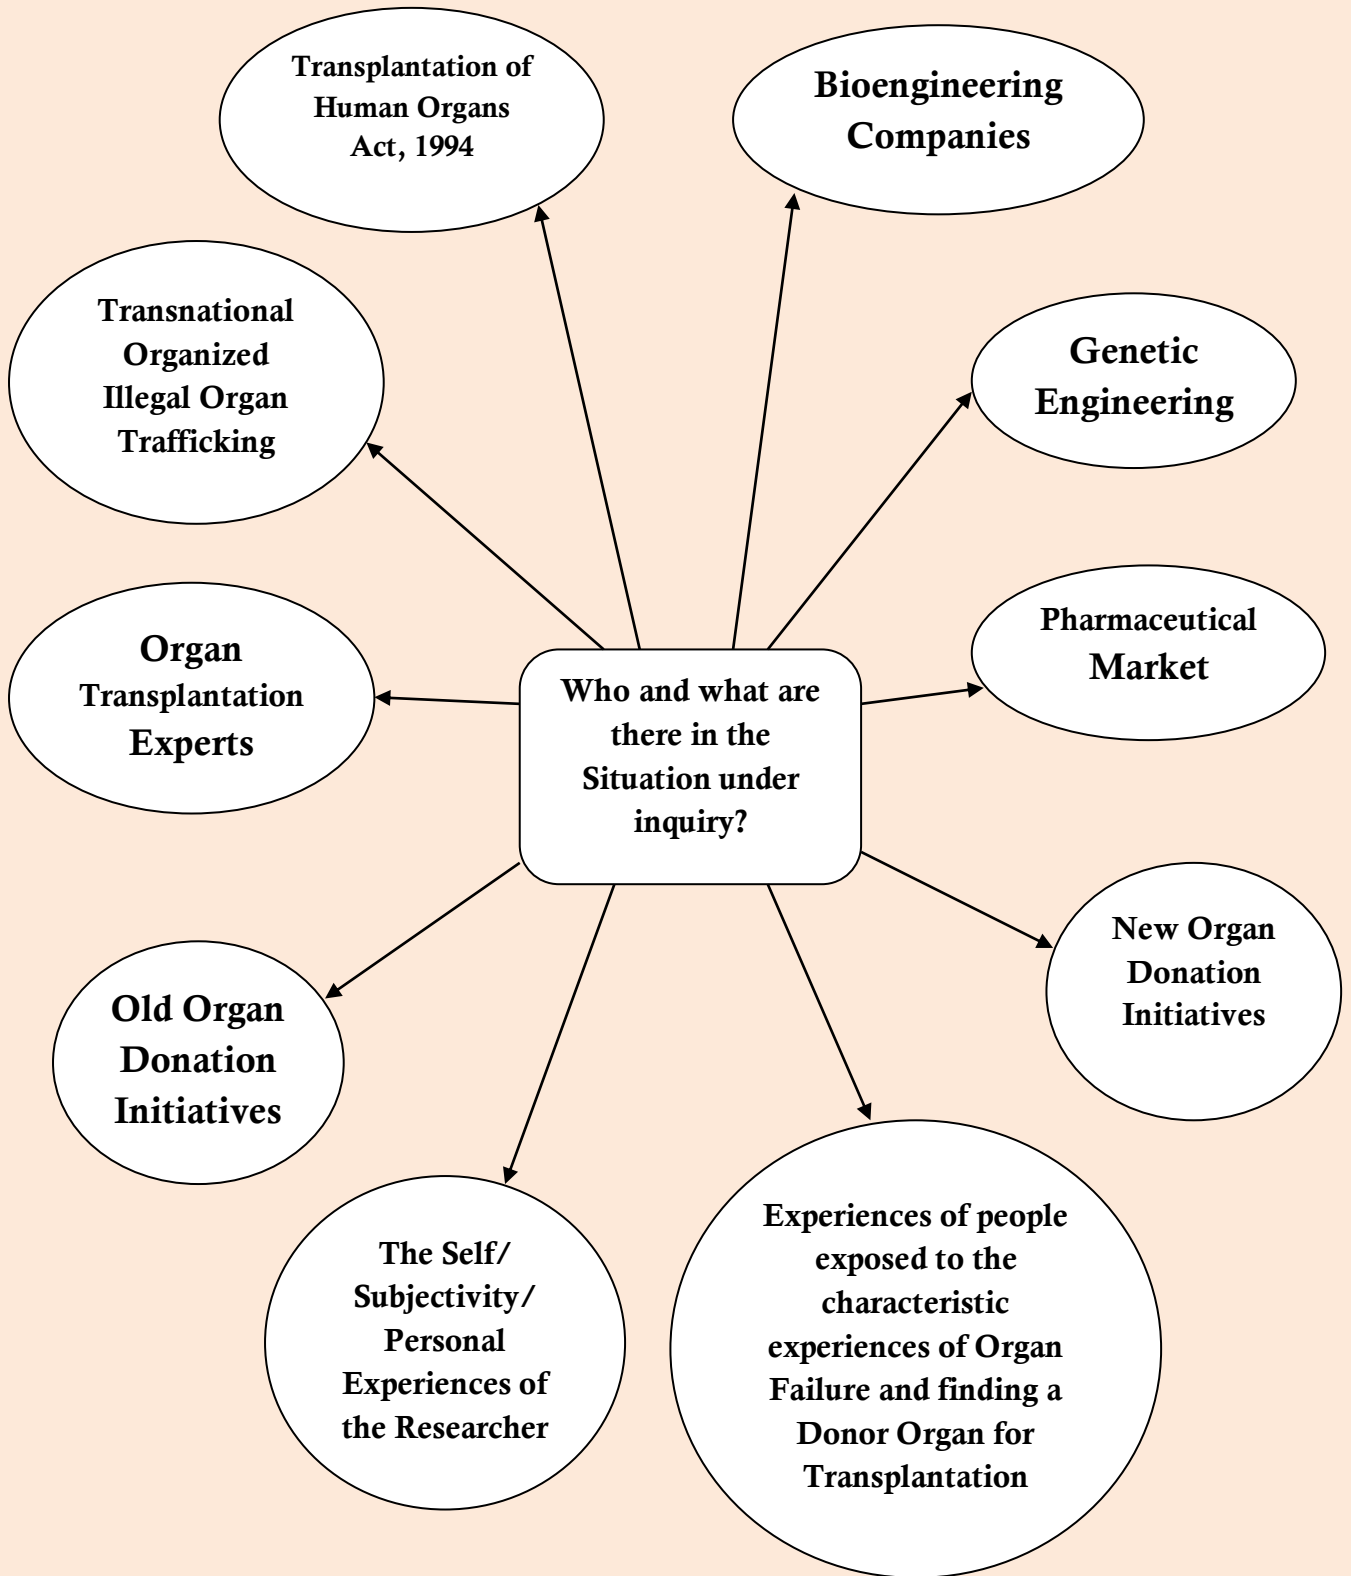 Transplantation of
Human Organs
Act, 1994
Bioengineering
Companies
Transnational
Organized
Illegal Organ
Trafficking
Genetic
Engineering
Organ
Transplantation
Experts
Pharmaceutical
Market
Who and what are
there in the
Situation under
inquiry?
Old Organ
Donation
Initiatives
New Organ
Donation
Initiatives
The Self/
Subjectivity/
Personal
Experiences of
the Researcher
Experiences of people
exposed to the
characteristic
experiences of Organ
Failure and finding a
Donor Organ for
Transplantation